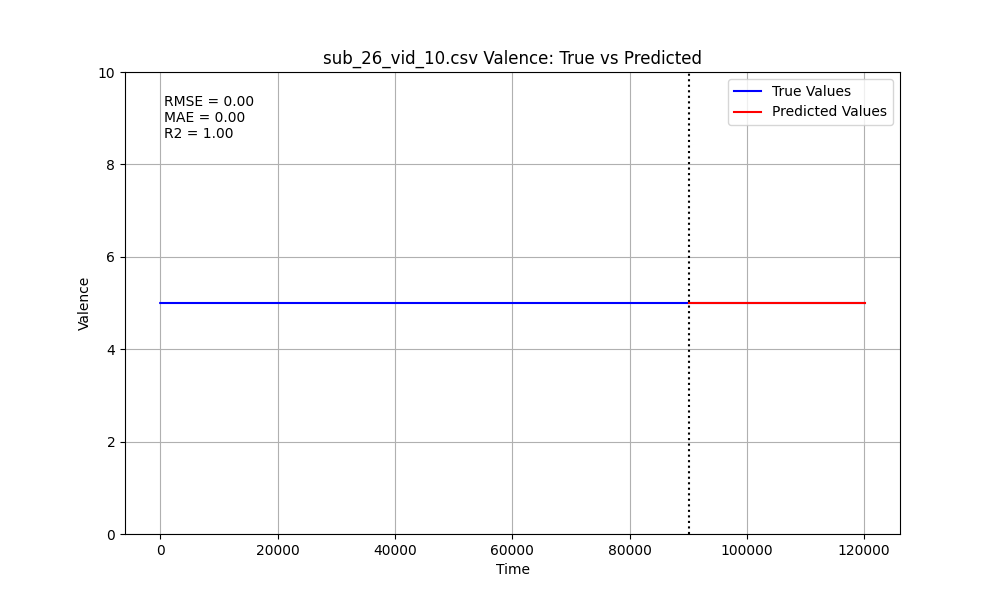 sub_26_vid_10.csv Valence: True vs Predicted
RMSE = 0.00
MAE = 0.00
R2 = 1.00
True Values
Predicted Values
10
8
6
4
2
0
Valence
0
20000
40000
60000
80000
100000
120000
Time